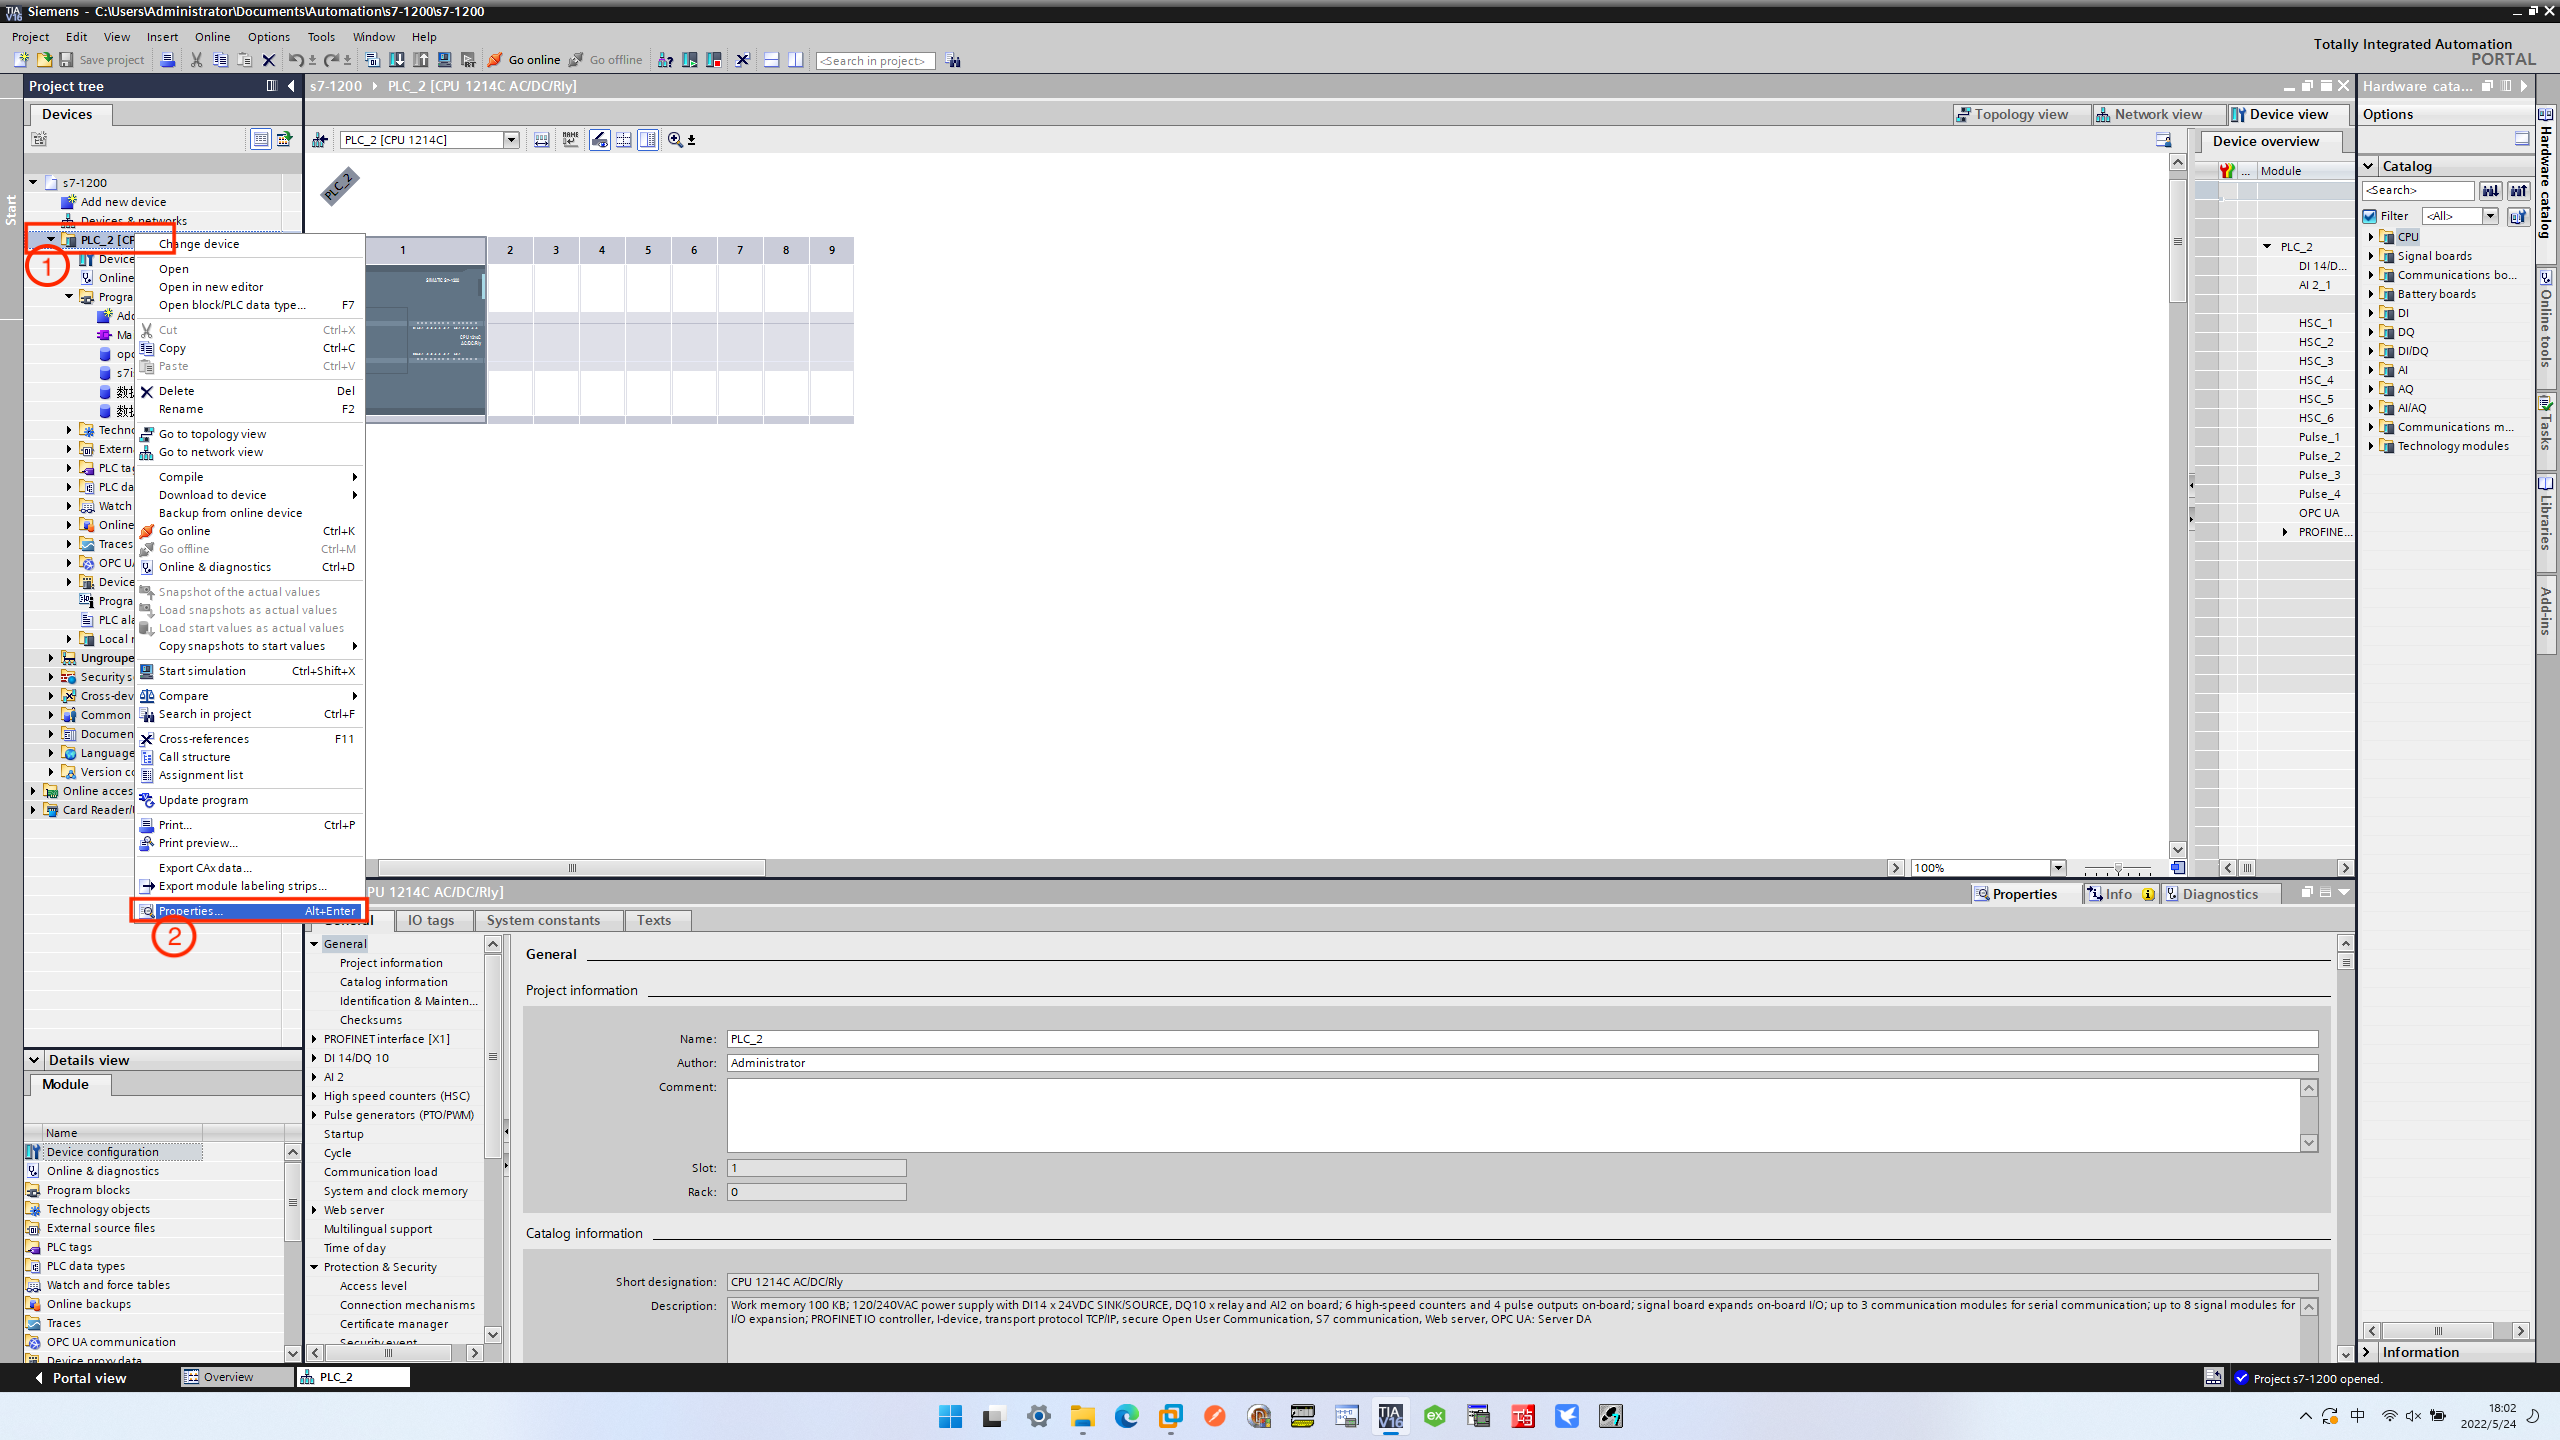 Siemens - C:\Users\Administrator\Documents\Automation\s7-1200\s7-1200
Project Edit View Insert Online Options Tools Window Help
Totally Integrated Automation
PORTAL
Save project Go online Go offline <Search in project>
Project tree
s7-1200 PLC_2 [CPU 1214C AC/DC/Rly]
Hardware cata...
Devices
Topology view Network view Device view
Options
PLC_2 [CPU 1214C]
Device overview
... Module
Catalog
<Search>
Filter <All>
Start
s7-1200
Add new device
Devices & networks
PLC_2 [CP
1
Device
Online
Progra
Add
Ma
opc
Techno
Extern
PLC tag
PLC da
Watch
Online
Traces
OPC UA
Device
Progra
PLC ala
Local
Ungroupe
Security s
Cross-dev
Common
Documen
Language
Version co
Online acces
Card Reader/
Change device
Open
Open in new editor
Open block/PLC data type... F7
Cut Ctrl+X
Copy Ctrl+C
Paste Ctrl+V
Delete Del
Rename F2
Go to topology view
Go to network view
Compile
Download to device
Backup from online device
Go online Ctrl+K
Go offline Ctrl+M
Online & diagnostics Ctrl+D
Snapshot of the actual values
Load snapshots as actual values
Load start values as actual values
Copy snapshots to start values
Start simulation Ctrl+Shift+X
Compare
Search in project Ctrl+F
Cross-references F11
Call structure
Assignment list
Update program
Print... Ctrl+P
Print preview...
Export CAx data...
Export module labeling strips...
Properties... Alt+Enter
2
PLC_2
1 2 3 4 5 6 7 8 9
SIMATIC S7-1200
CPU 1214C
AC/DC/Rly
100%
PLC_2
DI 14/D...
AI 2_1
HSC_1
HSC_2
HSC_3
HSC_4
HSC_5
HSC_6
Pulse_1
Pulse_2
Pulse_3
Pulse_4
OPC UA
PROFINE...
CPU
Signal boards
Communications bo...
Battery boards
DI
DQ
DI/DQ
AI
AQ
AI/AQ
Communications m...
Technology modules
Information
Hardware catalog
Online tools
Tasks
Libraries
Add-ins
PU 1214C AC/DC/Rly]
Properties Info Diagnostics
IO tags System constants Texts
General
Project information
Catalog information
Identification & Mainten...
Checksums
PROFINET interface [X1]
DI 14/DQ 10
AI 2
High speed counters (HSC)
Pulse generators (PTO/PWM)
Startup
Cycle
Communication load
System and clock memory
Web server
Multilingual support
Time of day
Protection & Security
Access level
Connection mechanisms
Certificate manager
Security event
General
Project information
Name: PLC_2
Author: Administrator
Comment:
Slot: 1
Rack: 0
Catalog information
Short designation: CPU 1214C AC/DC/Rly
Description: Work memory 100 KB; 120/240VAC power supply with DI14 x 24VDC SINK/SOURCE, DQ10 x relay and AI2 on board; 6 high-speed counters and 4 pulse outputs on-board; signal board expands on-board I/O; up to 3 communication modules for serial communication; up to 8 signal modules for
I/O expansion; PROFINET IO controller, I-device, transport protocol TCP/IP, secure Open User Communication, S7 communication, Web server, OPC UA: Server DA
Details view
Module
Name
Device configuration
Online & diagnostics
Program blocks
Technology objects
External source files
PLC tags
PLC data types
Watch and force tables
Online backups
Traces
OPC UA communication
Device proxy data
Portal view Overview PLC_2
Project s7-1200 opened.
中
18:02
2022/5/24